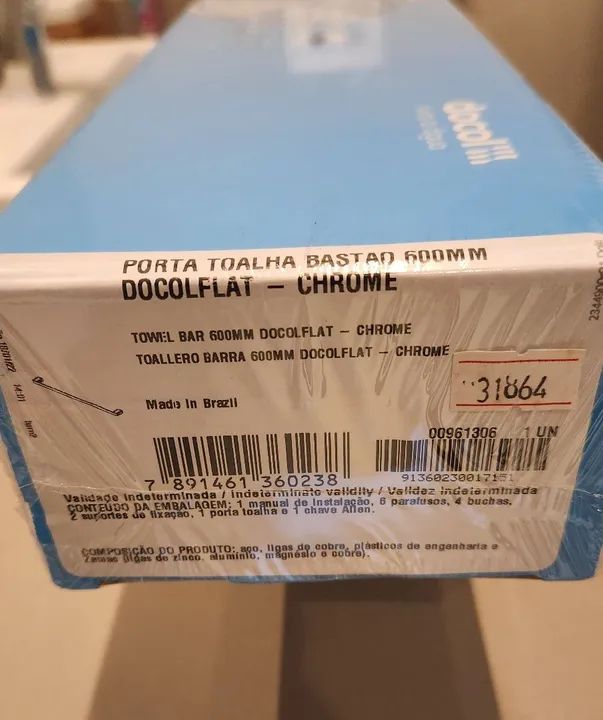 docol
PORTA TOALHA BASTAO 600MM
DOCOLFLAT – CHROME
TOWEL BAR 600MM DOCOLFLAT – CHROME
TOALLERO BARRA 600MM DOCOLFLAT – CHROME
31864
Made in Brazil
00961306 1 UN
7 891461 360238
91360230017151
Validade Indeterminada / Indeterminate validity / Validez Indeterminada
CONTEÚDO DA EMBALAGEM: 1 manual de instalação, 6 parafusos, 4 buchas,
2 suportes de fixação, 1 porta toalha e 1 chave Allen.
COMPOSIÇÃO DO PRODUTO: aço, ligas de cobre, plásticos de engenharia e
Zamac (ligas de zinco, alumínio, magnésio e cobre).